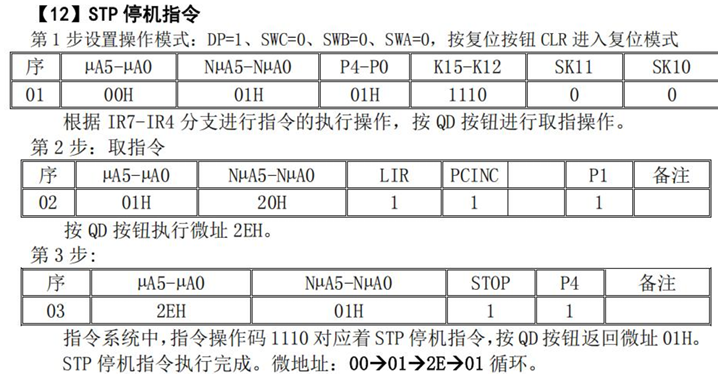 【12】STP 停机指令
第 1 步设置操作模式：DP=1、SWC=0、SWB=0、SWA=0，按复位按钮 CLR 进入复位模式
序 μA5-μA0 NμA5-NμA0 P4-P0 K15-K12 SK11 SK10
01 00H 01H 01H 1110 0 0
根据 IR7-IR4 分支进行指令的执行操作，按 QD 按钮进行取指操作。
第 2 步：取指令
序 μA5-μA0 NμA5-NμA0 LIR PCINC P1 备注
02 01H 20H 1 1 1
按 QD 按钮执行微址 2EH。
第 3 步:
序 μA5-μA0 NμA5-NμA0 STOP P4 备注
03 2EH 01H 1 1
指令系统中,指令操作码 1110 对应着 STP 停机指令,按 QD 按钮返回微址 01H。
STP 停机指令执行完成。微地址：00→01→2E→01 循环。